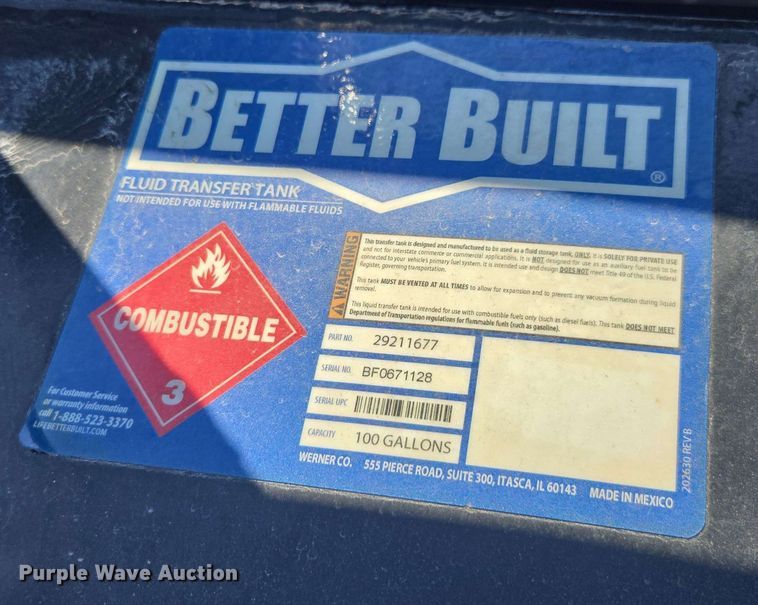 BETTER BUILT®
FLUID TRANSFER TANK
NOT INTENDED FOR USE WITH FLAMMABLE FLUIDS
WARNING
This transfer tank is designed and manufactured to be used as a fluid storage tank, ONLY. It is SOLELY FOR PRIVATE USE
and not for interstate commerce or commercial applications. It is NOT designed for use as an auxiliary fuel tank to be
connected to your vehicle's primary fuel system. It is intended use and design DOES NOT meet Title 49 of the U.S. Federal
Register, governing transportation.
This tank MUST BE VENTED AT ALL TIMES to allow for expansion and to prevent any vacuum formation during liquid
removal.
This liquid transfer tank is intended for use with combustible fuels only (such as diesel fuels). This tank DOES NOT MEET
Department of Transportation regulations for flammable fuels (such as gasoline).
COMBUSTIBLE
3
PART NO. 29211677
SERIAL NO. BF0671128
SERIAL UPC
CAPACITY 100 GALLONS
For Customer Service
or warranty information
call 1-888-523-3370
LIFEBETTERBUILT.COM
WERNER CO. 555 PIERCE ROAD, SUITE 300, ITASCA, IL 60143 MADE IN MEXICO
202630 REV B
Purple Wave Auction